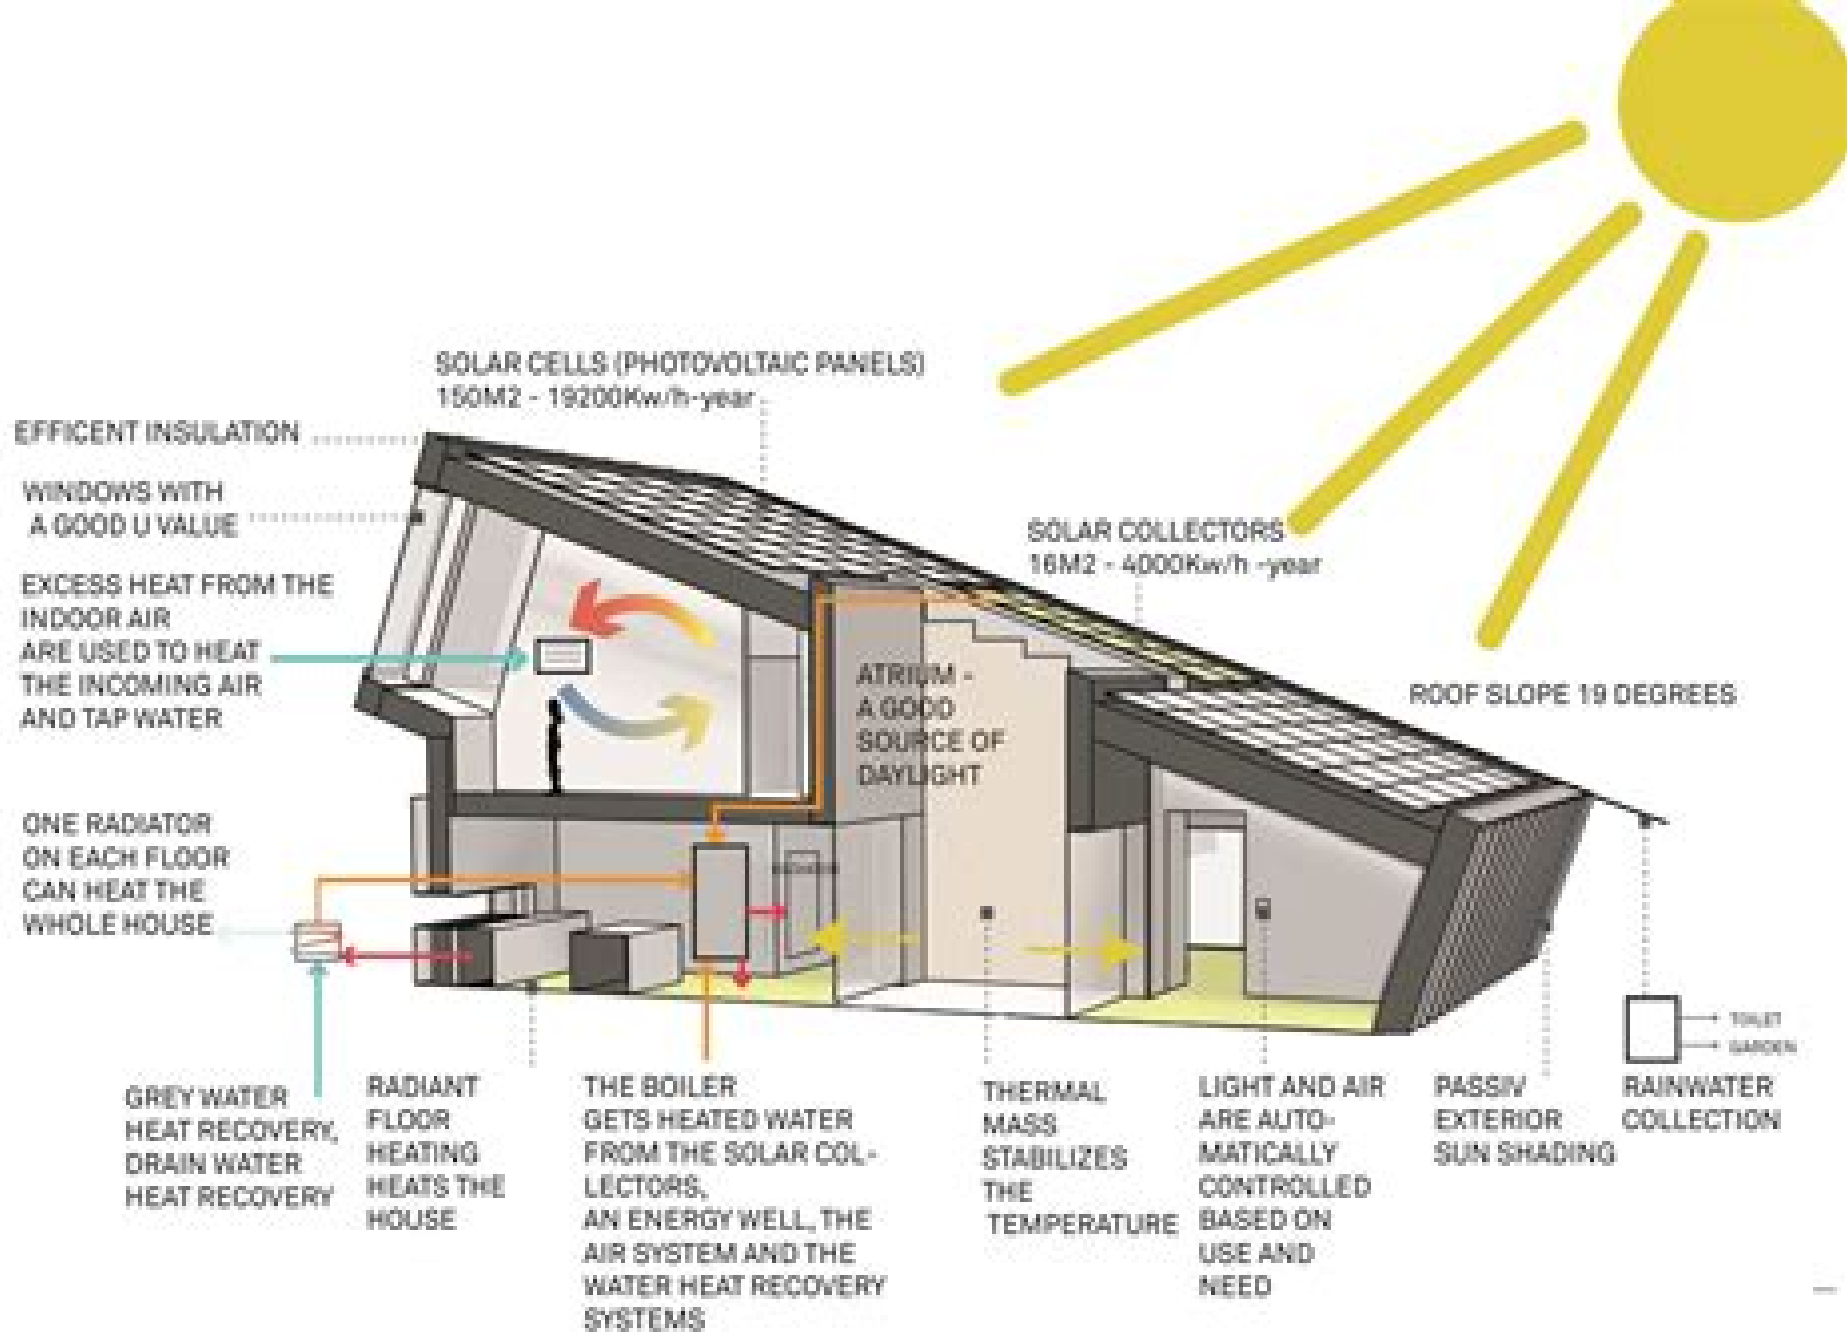 SOLAR CELLS (PHOTOVOLTAIC PANELS)
150M2 - 19200Kw/h-year
EFFICENT INSULATION
WINDOWS WITH
A GOOD U VALUE
EXCESS HEAT FROM THE
INDOOR AIR
ARE USED TO HEAT
THE INCOMING AIR
AND TAP WATER
ONE RADIATOR
ON EACH FLOOR
CAN HEAT THE
WHOLE HOUSE
SOLAR COLLECTORS
16M2 - 4000Kw/h -year
ROOF SLOPE 19 DEGREES
ATRIUM -
A GOOD
SOURCE OF
DAYLIGHT
GREY WATER
HEAT RECOVERY,
DRAIN WATER
HEAT RECOVERY
RADIANT
FLOOR
HEATING
HEATS THE
HOUSE
THE BOILER
GETS HEATED WATER
FROM THE SOLAR COL-
LECTORS,
AN ENERGY WELL, THE
AIR SYSTEM AND THE
WATER HEAT RECOVERY
SYSTEMS
THERMAL
MASS
STABILIZES
THE
TEMPERATURE
LIGHT AND AIR
ARE AUTO-
MATICALLY
CONTROLLED
BASED ON
USE AND
NEED
PASSIV
EXTERIOR
SUN SHADING
TOILET
GARDEN
RAINWATER
COLLECTION